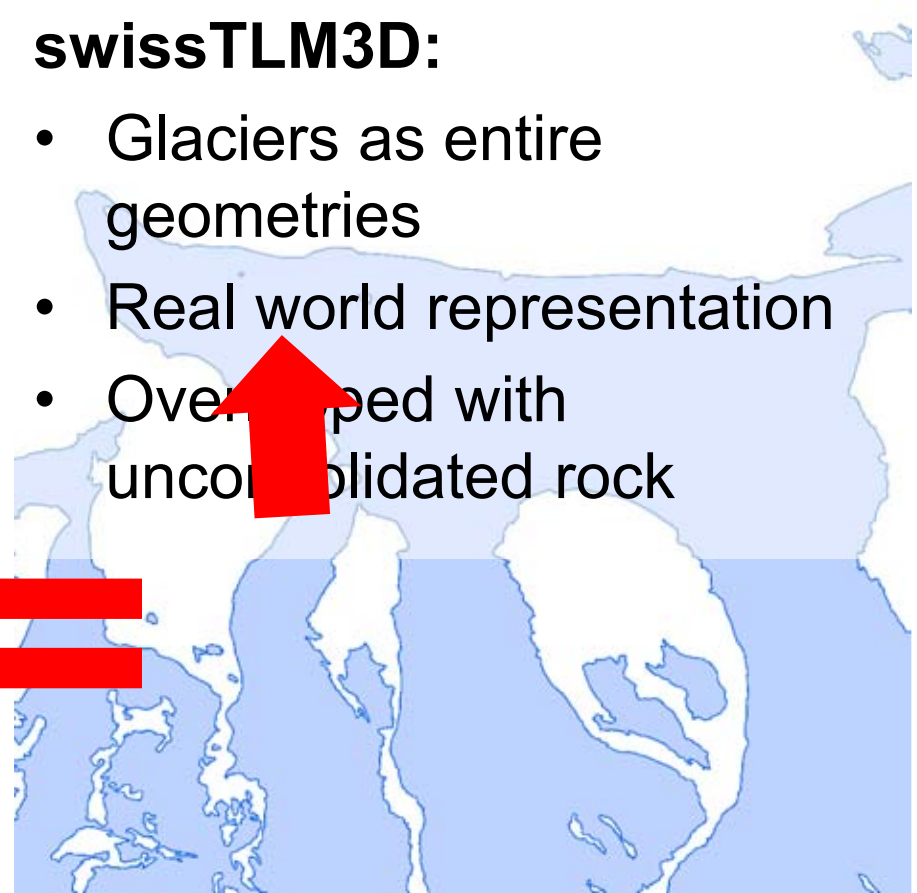 swissTLM3D:
• Glaciers as entire
geometries
• Real world representation
• with
rock